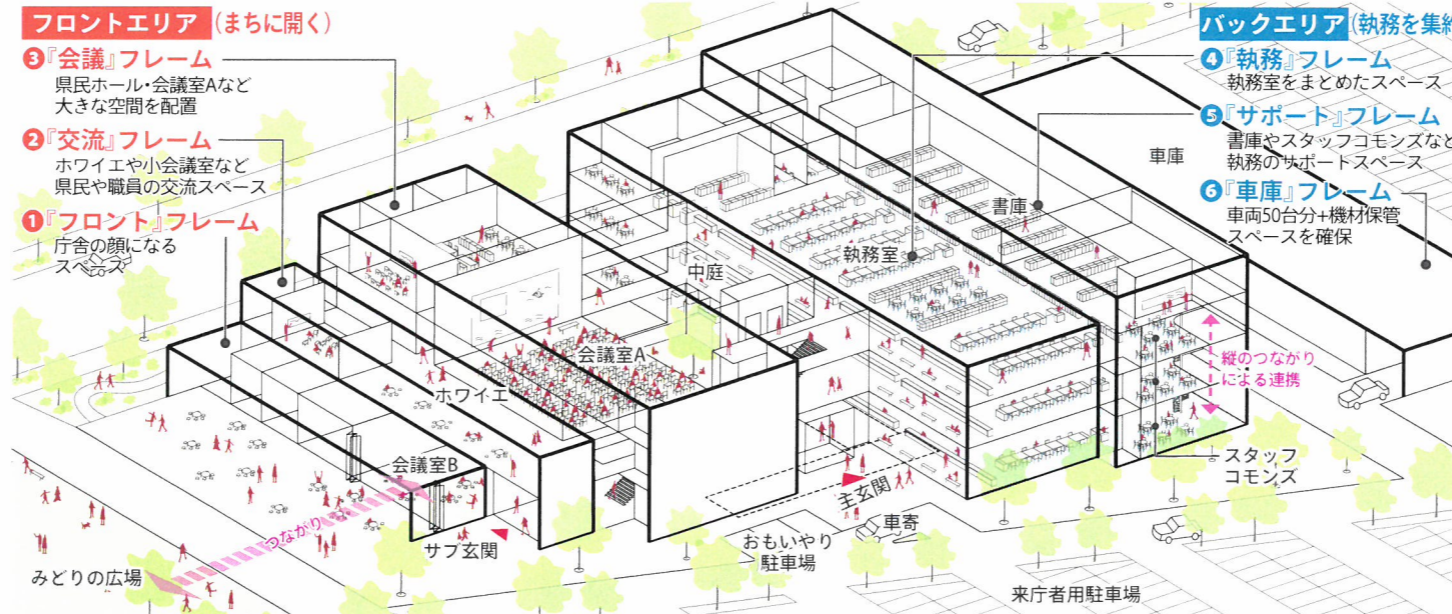 フロントエリア(まちに開く)
❸『会議』フレーム
県民ホール・会議室Aなど
大きな空間を配置
❷『交流』フレーム
ホワイエや小会議室など
県民や職員の交流スペース
❶『フロント』フレーム
庁舎の顔になる
スペース
バックエリア(執務を集約
❹『執務』フレーム
執務室をまとめたスペース
❺『サポート』フレーム
書庫やスタッフコモンズなど
執務のサポートスペース
❻『車庫』フレーム
車両50台分+機材保管
スペースを確保
車庫
書庫
執務室
中庭
会議室A
ホワイエ
会議室B
縦のつながり
による連携
スタッフ
コモンズ
主玄関
車寄
おもいやり
駐車場
サブ玄関
つながり
みどりの広場
来庁者用駐車場